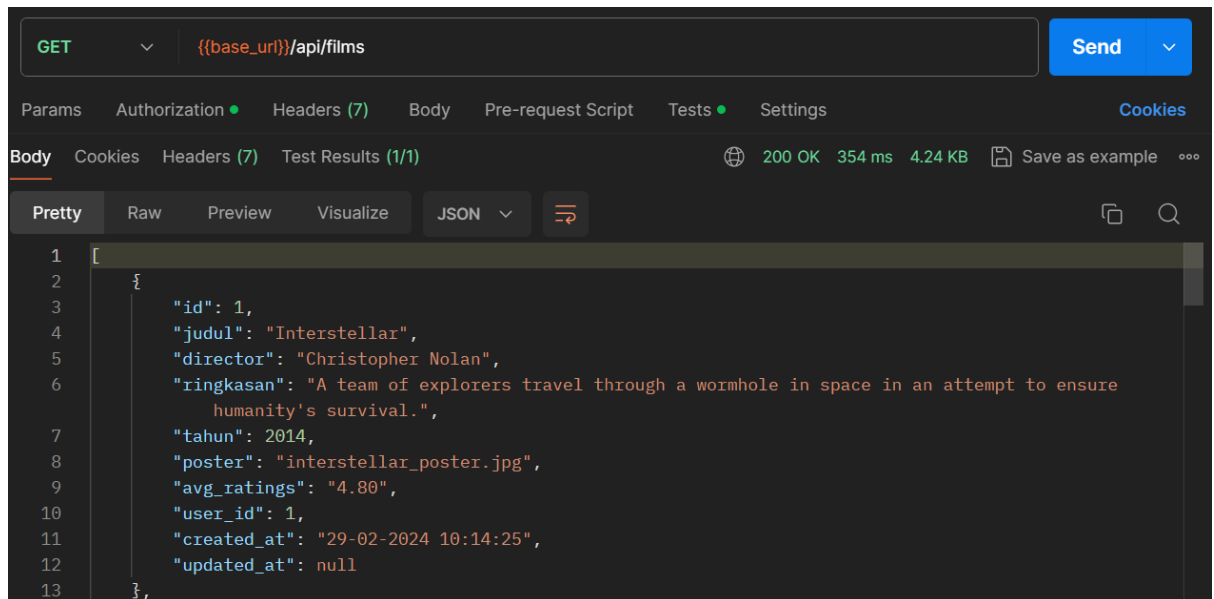 GET {{base_url}}/api/films Send
Params Authorization Headers (7) Body Pre-request Script Tests Settings Cookies
Body Cookies Headers (7) Test Results (1/1) 200 OK 354 ms 4.24 KB Save as example
Pretty Raw Preview Visualize JSON
1 [
2 {
3 "id": 1,
4 "judul": "Interstellar",
5 "director": "Christopher Nolan",
6 "ringkasan": "A team of explorers travel through a wormhole in space in an attempt to ensure
humanity's survival.",
7 "tahun": 2014,
8 "poster": "interstellar_poster.jpg",
9 "avg_ratings": "4.80",
10 "user_id": 1,
11 "created_at": "29-02-2024 10:14:25",
12 "updated_at": null
13 },